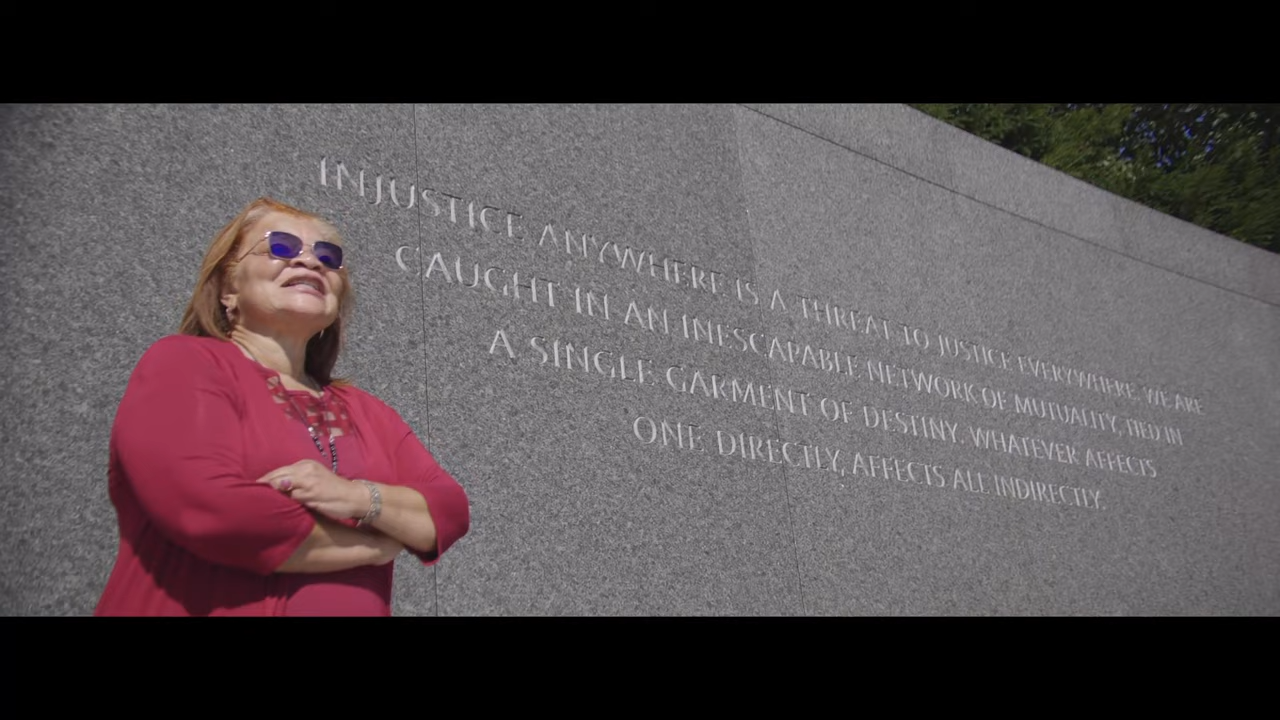 INJUSTICE ANYWHERE IS A THREAT TO JUSTICE EVERYWHERE. WE ARE
CAUGHT IN AN INESCAPABLE NETWORK OF MUTUALITY, TIED IN
A SINGLE GARMENT OF DESTINY. WHATEVER AFFECTS
ONE DIRECTLY, AFFECTS ALL INDIRECTLY.